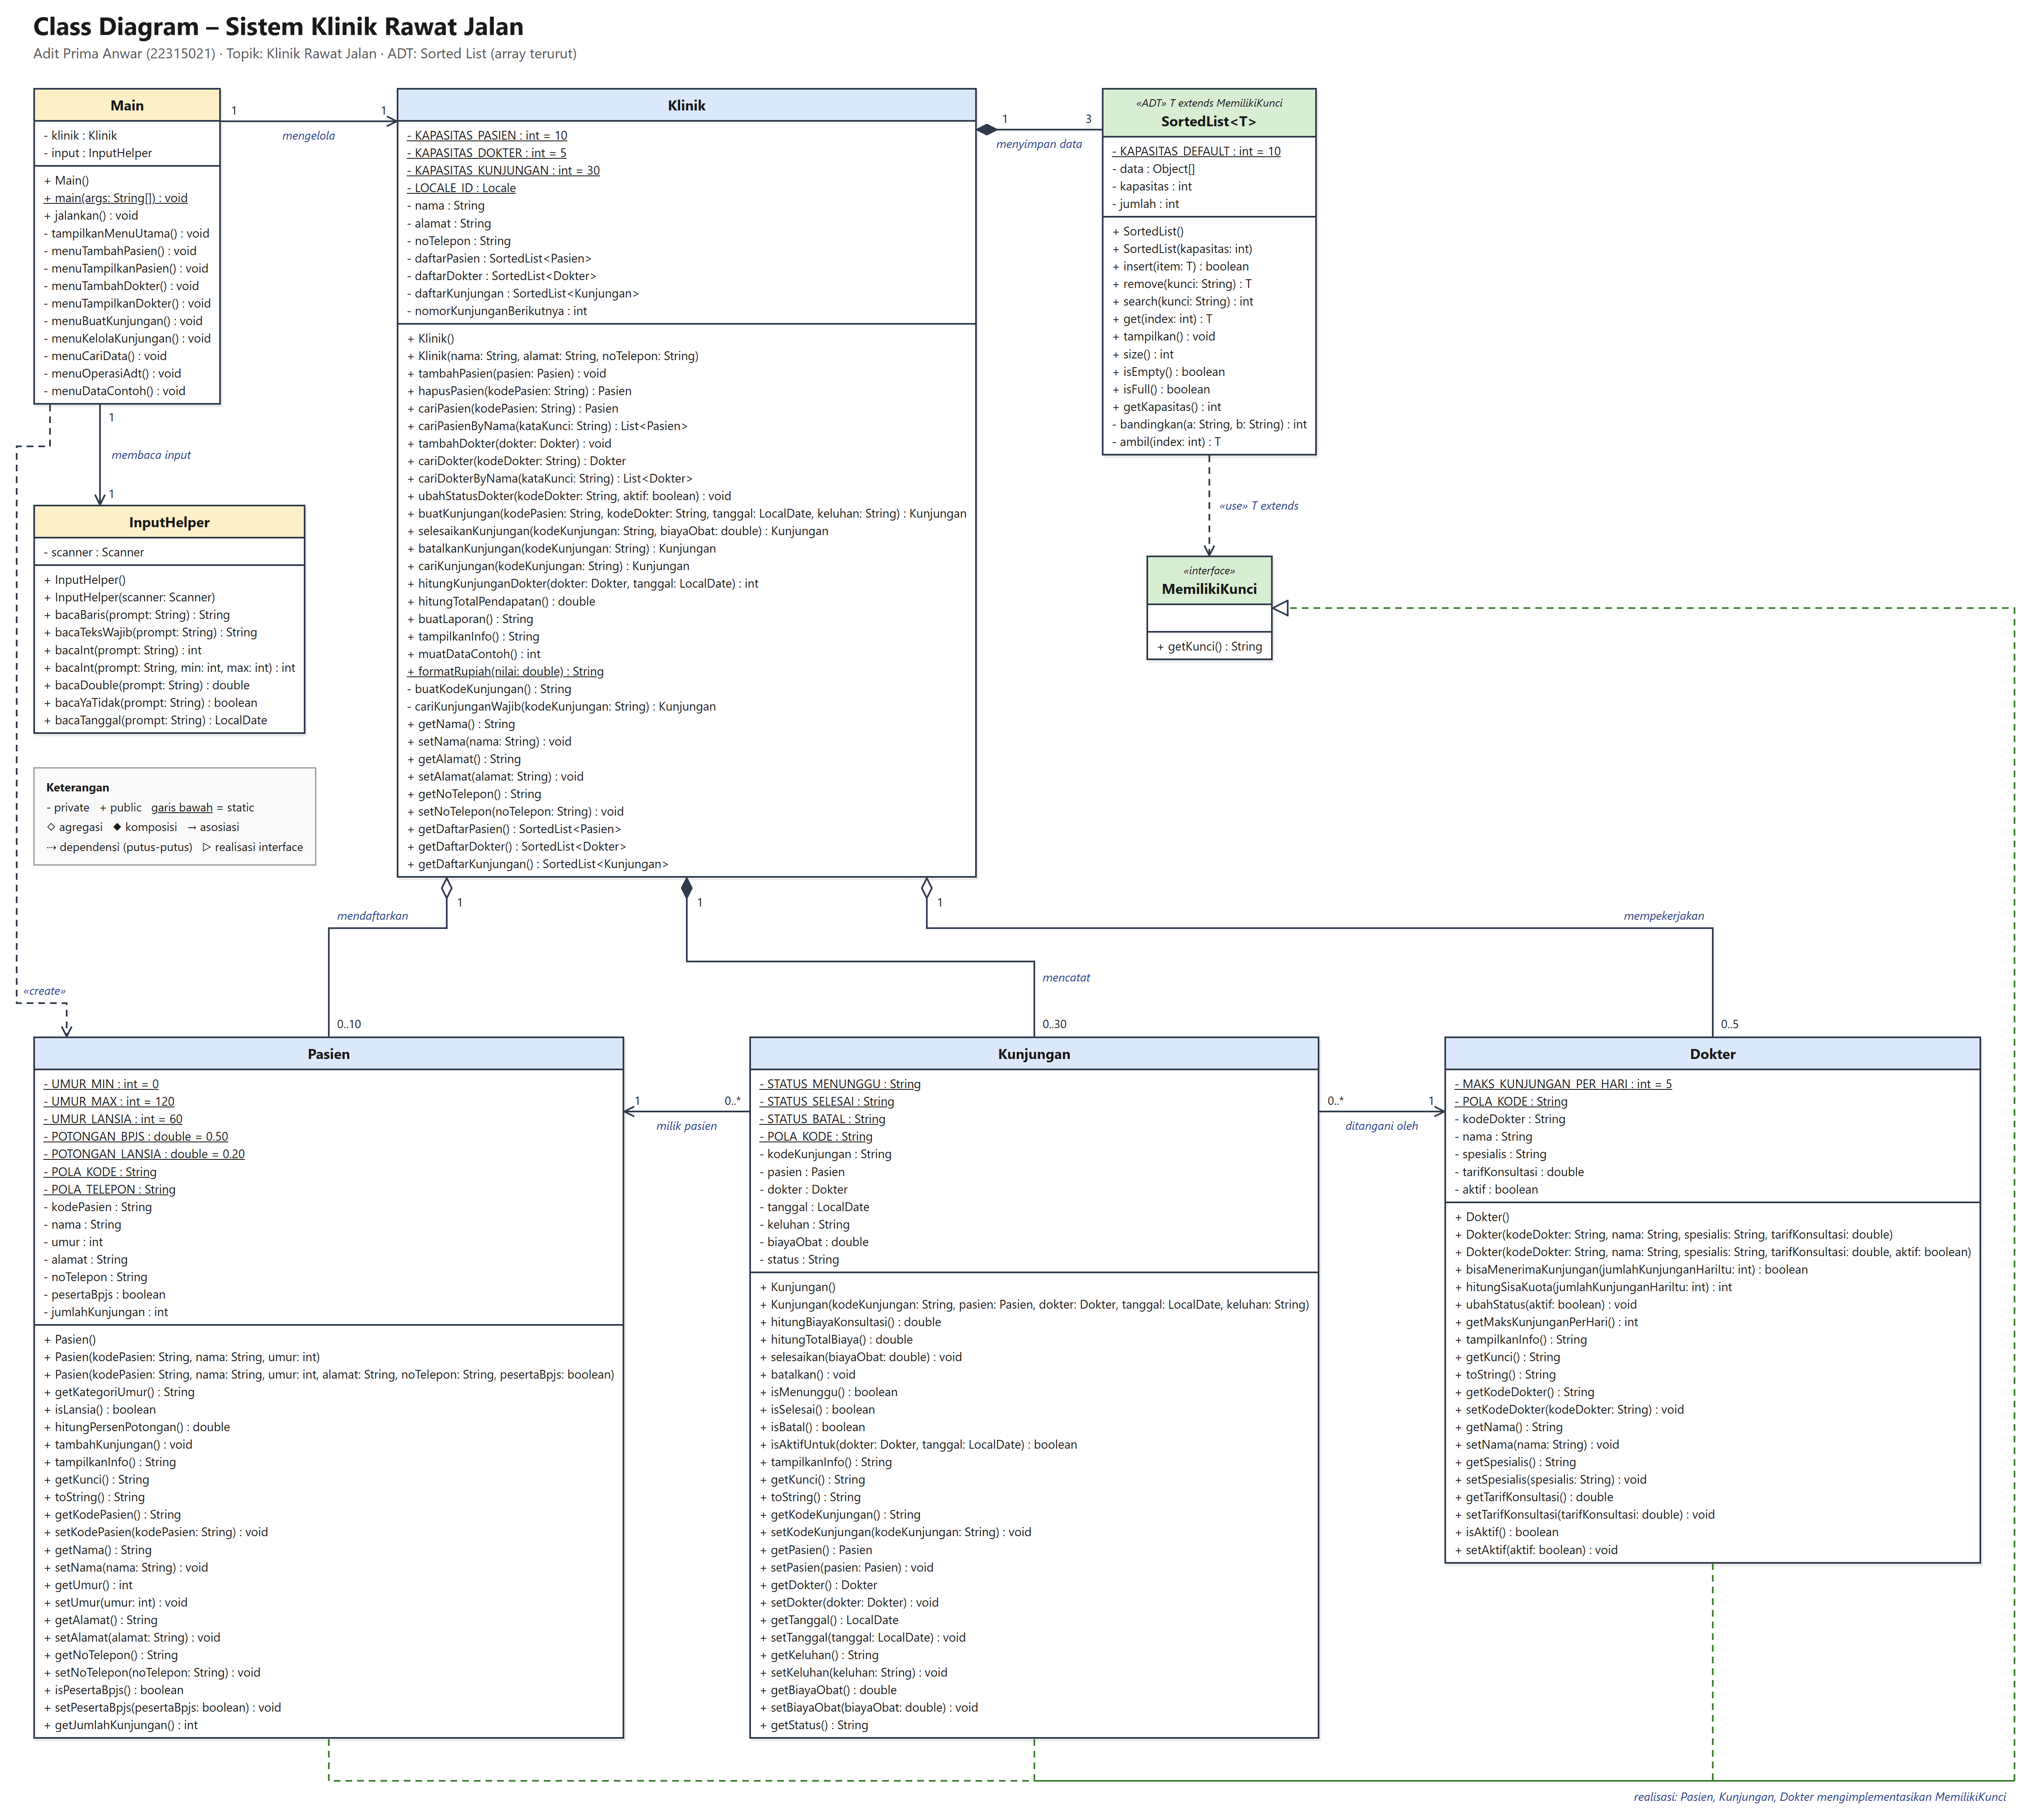 Class Diagram – Sistem Klinik Rawat Jalan
Adit Prima Anwar (22315021) · Topik: Klinik Rawat Jalan · ADT: Sorted List (array terurut)
Main
- klinik : Klinik
- input : InputHelper
+ Main()
+ main(args: String[]) : void
+ jalankan() : void
- tampilkanMenuUtama() : void
- menuTambahPasien() : void
- menuTampilkanPasien() : void
- menuTambahDokter() : void
- menuTampilkanDokter() : void
- menuBuatKunjungan() : void
- menuKelolaKunjungan() : void
- menuCariData() : void
- menuOperasiAdt() : void
- menuDataContoh() : void
1
1
mengelola
Klinik
- KAPASITAS_PASIEN : int = 10
- KAPASITAS_DOKTER : int = 5
- KAPASITAS_KUNJUNGAN : int = 30
- LOCALE_ID : Locale
- nama : String
- alamat : String
- noTelepon : String
- daftarPasien : SortedList<Pasien>
- daftarDokter : SortedList<Dokter>
- daftarKunjungan : SortedList<Kunjungan>
- nomorKunjunganBerikutnya : int
+ Klinik()
+ Klinik(nama: String, alamat: String, noTelepon: String)
+ tambahPasien(pasien: Pasien) : void
+ hapusPasien(kodePasien: String) : Pasien
+ cariPasien(kodePasien: String) : Pasien
+ cariPasienByNama(kataKunci: String) : List<Pasien>
+ tambahDokter(dokter: Dokter) : void
+ cariDokter(kodeDokter: String) : Dokter
+ cariDokterByNama(kataKunci: String) : List<Dokter>
+ ubahStatusDokter(kodeDokter: String, aktif: boolean) : void
+ buatKunjungan(kodePasien: String, kodeDokter: String, tanggal: LocalDate, keluhan: String) : Kunjungan
+ selesaikanKunjungan(kodeKunjungan: String, biayaObat: double) : Kunjungan
+ batalkanKunjungan(kodeKunjungan: String) : Kunjungan
+ cariKunjungan(kodeKunjungan: String) : Kunjungan
+ hitungKunjunganDokter(dokter: Dokter, tanggal: LocalDate) : int
+ hitungTotalPendapatan() : double
+ buatLaporan() : String
+ tampilkanInfo() : String
+ muatDataContoh() : int
+ formatRupiah(nilai: double) : String
- buatKodeKunjungan() : String
- cariKunjunganWajib(kodeKunjungan: String) : Kunjungan
+ getNama() : String
+ setNama(nama: String) : void
+ getAlamat() : String
+ setAlamat(alamat: String) : void
+ getNoTelepon() : String
+ setNoTelepon(noTelepon: String) : void
+ getDaftarPasien() : SortedList<Pasien>
+ getDaftarDokter() : SortedList<Dokter>
+ getDaftarKunjungan() : SortedList<Kunjungan>
1
3
menyimpan data
«ADT» T extends MemilikiKunci
SortedList<T>
- KAPASITAS_DEFAULT : int = 10
- data : Object[]
- kapasitas : int
- jumlah : int
+ SortedList()
+ SortedList(kapasitas: int)
+ insert(item: T) : boolean
+ remove(kunci: String) : T
+ search(kunci: String) : int
+ get(index: int) : T
+ tampilkan() : void
+ size() : int
+ isEmpty() : boolean
+ isFull() : boolean
+ getKapasitas() : int
- bandingkan(a: String, b: String) : int
- ambil(index: int) : T
«use» T extends
«interface»
MemilikiKunci
+ getKunci() : String
1
membaca input
1
InputHelper
- scanner : Scanner
+ InputHelper()
+ InputHelper(scanner: Scanner)
+ bacaBaris(prompt: String) : String
+ bacaTeksWajib(prompt: String) : String
+ bacaInt(prompt: String) : int
+ bacaInt(prompt: String, min: int, max: int) : int
+ bacaDouble(prompt: String) : double
+ bacaYaTidak(prompt: String) : boolean
+ bacaTanggal(prompt: String) : LocalDate
Keterangan
- private + public garis bawah = static
◇ agregasi ◆ komposisi → asosiasi
⇢ dependensi (putus-putus) ▷ realisasi interface
1
mendaftarkan
0..10
1
mencatat
0..30
1
mempekerjakan
0..5
«create»
Pasien
- UMUR_MIN : int = 0
- UMUR_MAX : int = 120
- UMUR_LANSIA : int = 60
- POTONGAN_BPJS : double = 0.50
- POTONGAN_LANSIA : double = 0.20
- POLA_KODE : String
- POLA_TELEPON : String
- kodePasien : String
- nama : String
- umur : int
- alamat : String
- noTelepon : String
- pesertaBpjs : boolean
- jumlahKunjungan : int
+ Pasien()
+ Pasien(kodePasien: String, nama: String, umur: int)
+ Pasien(kodePasien: String, nama: String, umur: int, alamat: String, noTelepon: String, pesertaBpjs: boolean)
+ getKategoriUmur() : String
+ isLansia() : boolean
+ hitungPersenPotongan() : double
+ tambahKunjungan() : void
+ tampilkanInfo() : String
+ getKunci() : String
+ toString() : String
+ getKodePasien() : String
+ setKodePasien(kodePasien: String) : void
+ getNama() : String
+ setNama(nama: String) : void
+ getUmur() : int
+ setUmur(umur: int) : void
+ getAlamat() : String
+ setAlamat(alamat: String) : void
+ getNoTelepon() : String
+ setNoTelepon(noTelepon: String) : void
+ isPesertaBpjs() : boolean
+ setPesertaBpjs(pesertaBpjs: boolean) : void
+ getJumlahKunjungan() : int
1
0..*
milik pasien
Kunjungan
- STATUS_MENUNGGU : String
- STATUS_SELESAI : String
- STATUS_BATAL : String
- POLA_KODE : String
- kodeKunjungan : String
- pasien : Pasien
- dokter : Dokter
- tanggal : LocalDate
- keluhan : String
- biayaObat : double
- status : String
+ Kunjungan()
+ Kunjungan(kodeKunjungan: String, pasien: Pasien, dokter: Dokter, tanggal: LocalDate, keluhan: String)
+ hitungBiayaKonsultasi() : double
+ hitungTotalBiaya() : double
+ selesaikan(biayaObat: double) : void
+ batalkan() : void
+ isMenunggu() : boolean
+ isSelesai() : boolean
+ isBatal() : boolean
+ isAktifUntuk(dokter: Dokter, tanggal: LocalDate) : boolean
+ tampilkanInfo() : String
+ getKunci() : String
+ toString() : String
+ getKodeKunjungan() : String
+ setKodeKunjungan(kodeKunjungan: String) : void
+ getPasien() : Pasien
+ setPasien(pasien: Pasien) : void
+ getDokter() : Dokter
+ setDokter(dokter: Dokter) : void
+ getTanggal() : LocalDate
+ setTanggal(tanggal: LocalDate) : void
+ getKeluhan() : String
+ setKeluhan(keluhan: String) : void
+ getBiayaObat() : double
+ setBiayaObat(biayaObat: double) : void
+ getStatus() : String
0..*
1
ditangani oleh
Dokter
- MAKS_KUNJUNGAN_PER_HARI : int = 5
- POLA_KODE : String
- kodeDokter : String
- nama : String
- spesialis : String
- tarifKonsultasi : double
- aktif : boolean
+ Dokter()
+ Dokter(kodeDokter: String, nama: String, spesialis: String, tarifKonsultasi: double)
+ Dokter(kodeDokter: String, nama: String, spesialis: String, tarifKonsultasi: double, aktif: boolean)
+ bisaMenerimaKunjungan(jumlahKunjunganHariItu: int) : boolean
+ hitungSisaKuota(jumlahKunjunganHariItu: int) : int
+ ubahStatus(aktif: boolean) : void
+ getMaksKunjunganPerHari() : int
+ tampilkanInfo() : String
+ getKunci() : String
+ toString() : String
+ getKodeDokter() : String
+ setKodeDokter(kodeDokter: String) : void
+ getNama() : String
+ setNama(nama: String) : void
+ getSpesialis() : String
+ setSpesialis(spesialis: String) : void
+ getTarifKonsultasi() : double
+ setTarifKonsultasi(tarifKonsultasi: double) : void
+ isAktif() : boolean
+ setAktif(aktif: boolean) : void
realisasi: Pasien, Kunjungan, Dokter mengimplementasikan MemilikiKunci